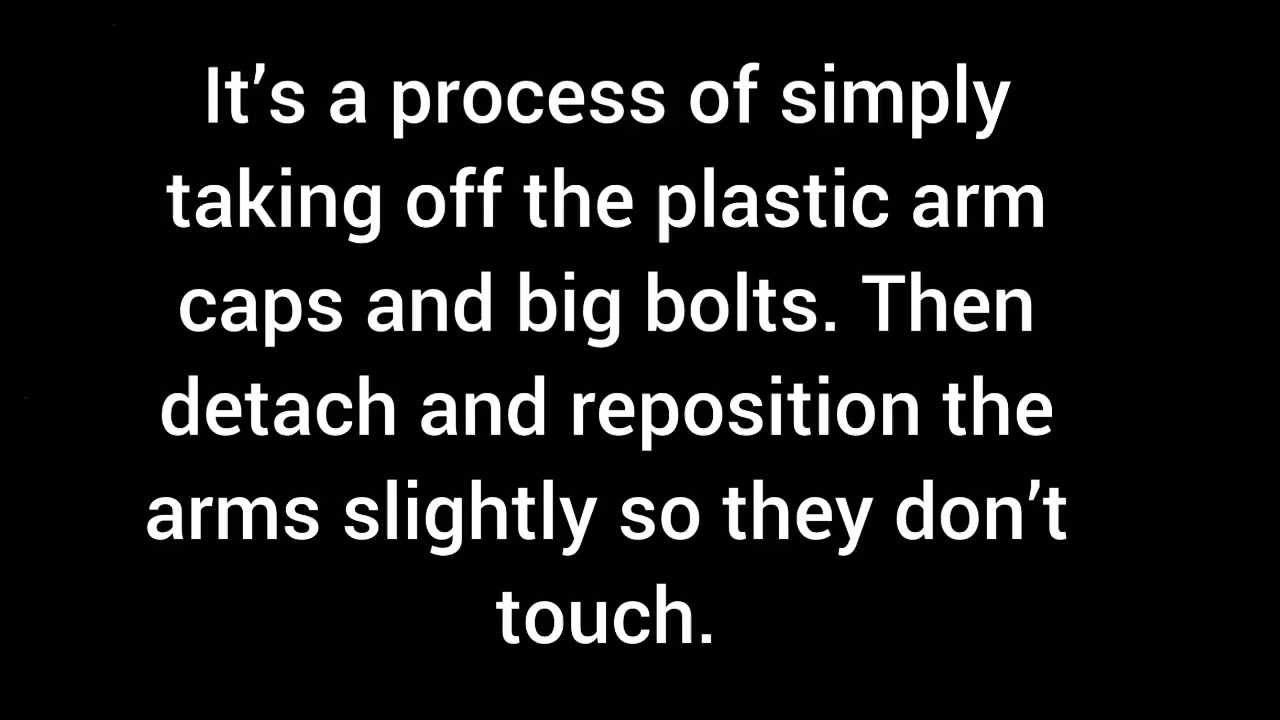 It’s a process of simply
taking off the plastic arm
caps and big bolts. Then
detach and reposition the
arms slightly so they don’t
touch.